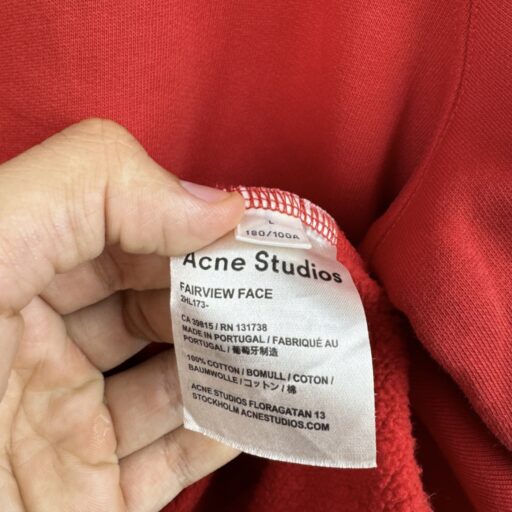 L
180/100A
Acne Studios
FAIRVIEW FACE
2HL173-
CA 39815 / RN 131738
MADE IN PORTUGAL / FABRIQUÉ AU
PORTUGAL / 葡萄牙制造
100% COTTON / BOMULL / COTON /
BAUMWOLLE / コットン / 棉
ACNE STUDIOS FLORAGATAN 13
STOCKHOLM ACNESTUDIOS.COM